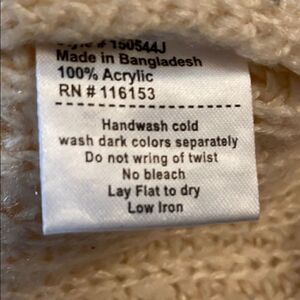 Style # 150544J
Made in Bangladesh
100% Acrylic
RN # 116153
Handwash cold
wash dark colors separately
Do not wring of twist
No bleach
Lay Flat to dry
Low Iron